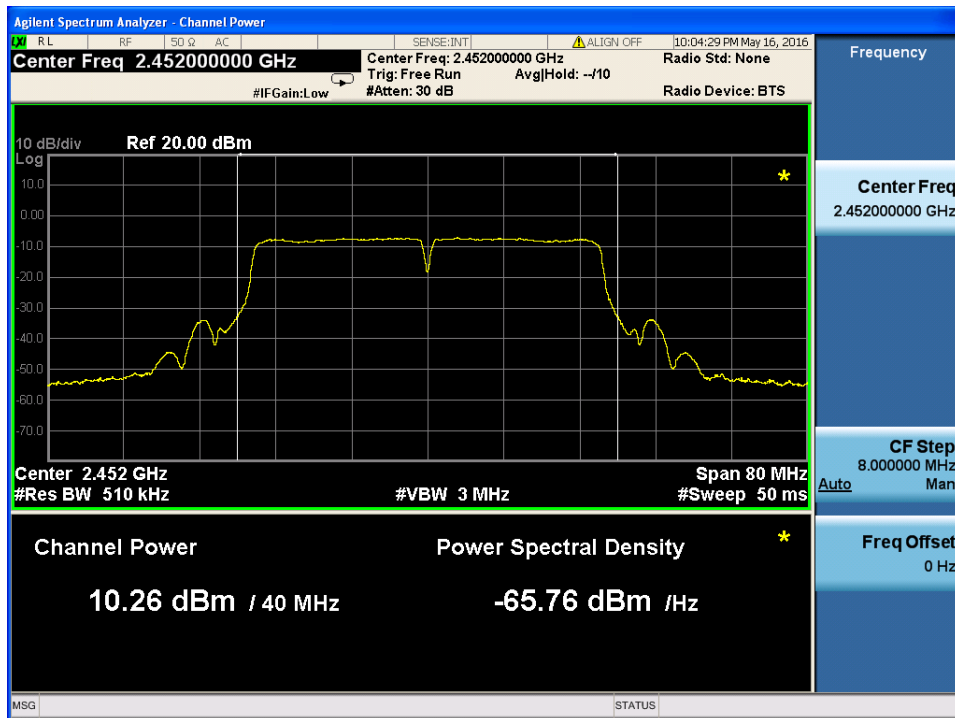 Agilent Spectrum Analyzer - Channel Power
LXI RL RF 50 Ω AC SENSE:INT ALIGN OFF 10:04:29 PM May 16, 2016
Center Freq 2.452000000 GHz
Center Freq: 2.452000000 GHz Radio Std: None
Trig: Free Run Avg|Hold: --/10
#IFGain:Low #Atten: 30 dB Radio Device: BTS
10 dB/div Ref 20.00 dBm
Log
10.0
0.00
-10.0
-20.0
-30.0
-40.0
-50.0
-60.0
-70.0
*
Center 2.452 GHz Span 80 MHz
#Res BW 510 kHz #VBW 3 MHz #Sweep 50 ms
Channel Power Power Spectral Density *
10.26 dBm / 40 MHz -65.76 dBm /Hz
Frequency
Center Freq
2.452000000 GHz
CF Step
8.000000 MHz
Auto Man
Freq Offset
0 Hz
MSG STATUS